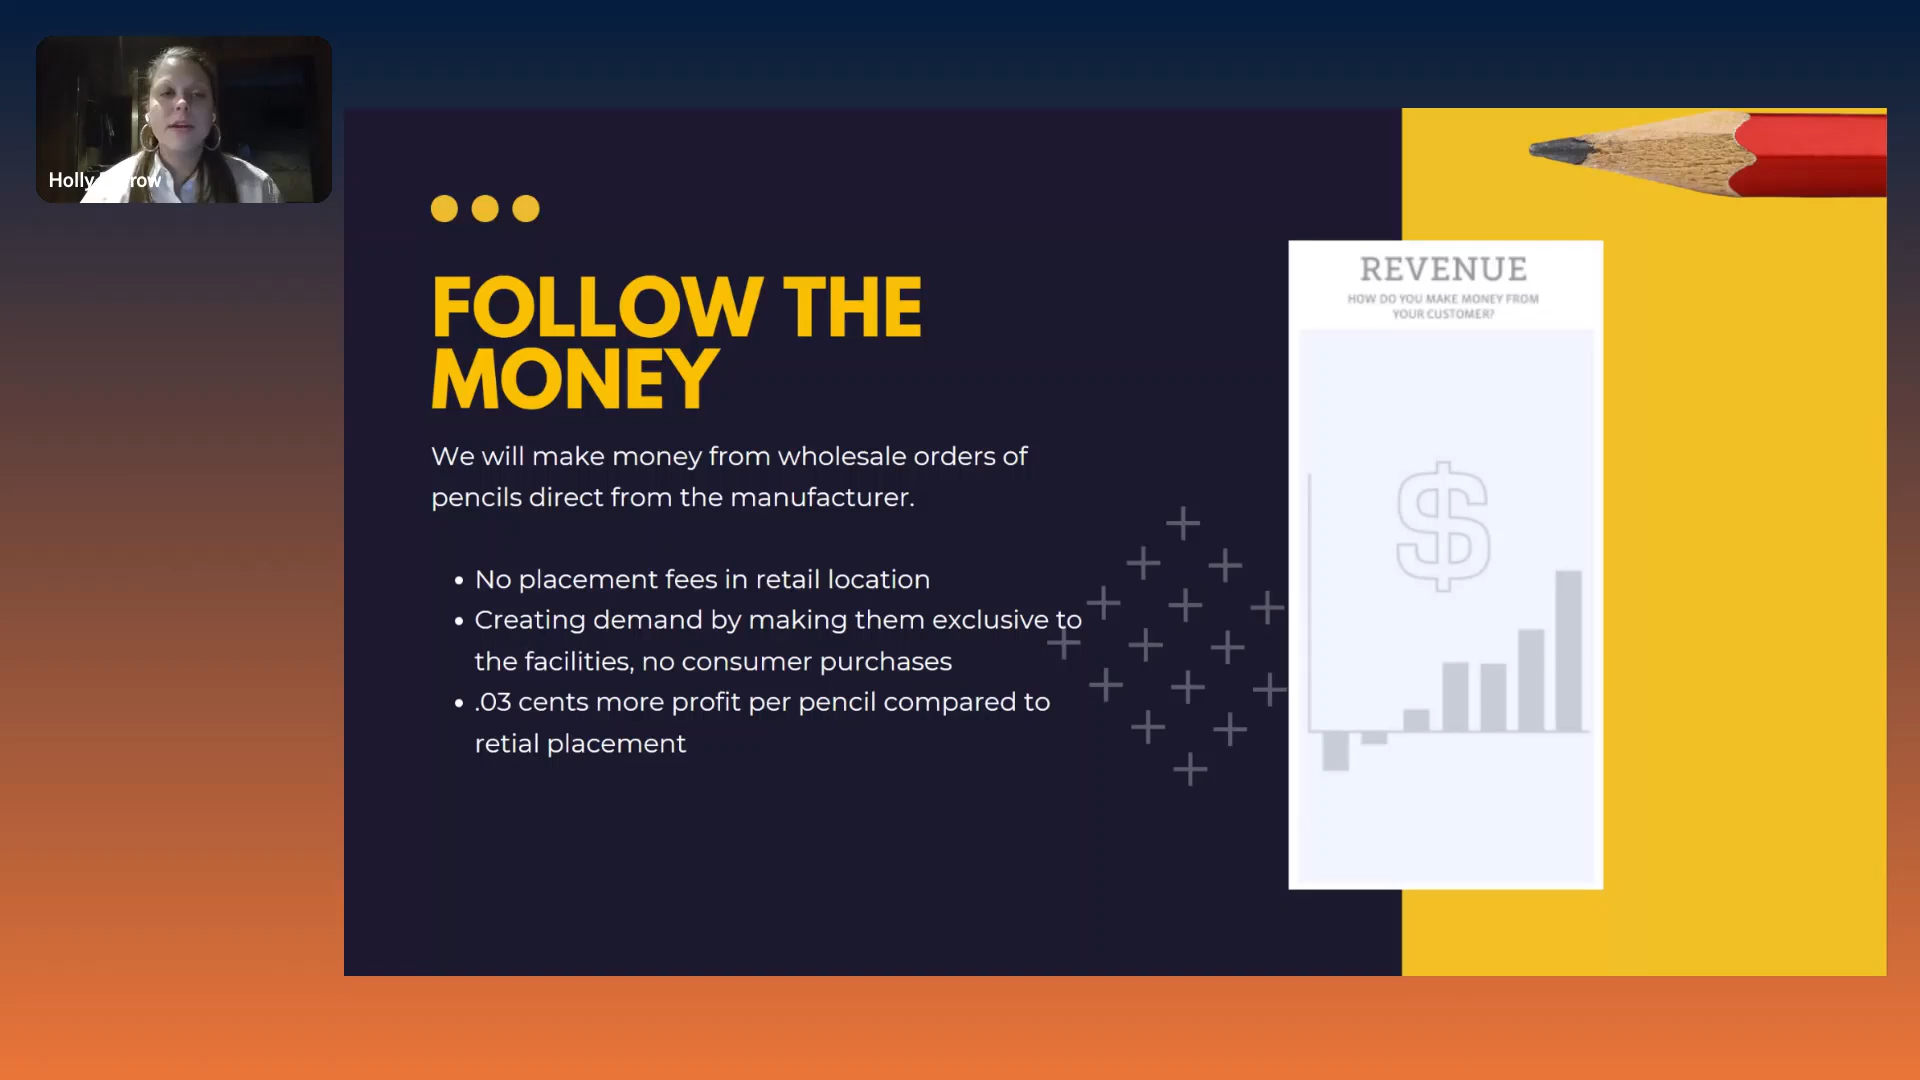 Holly
FOLLOW THE
MONEY
We will make money from wholesale orders of
pencils direct from the manufacturer.
• No placement fees in retail location
• Creating demand by making them exclusive to
the facilities, no consumer purchases
• .03 cents more profit per pencil compared to
retial placement
REVENUE
HOW DO YOU MAKE MONEY FROM
YOUR CUSTOMER?
$